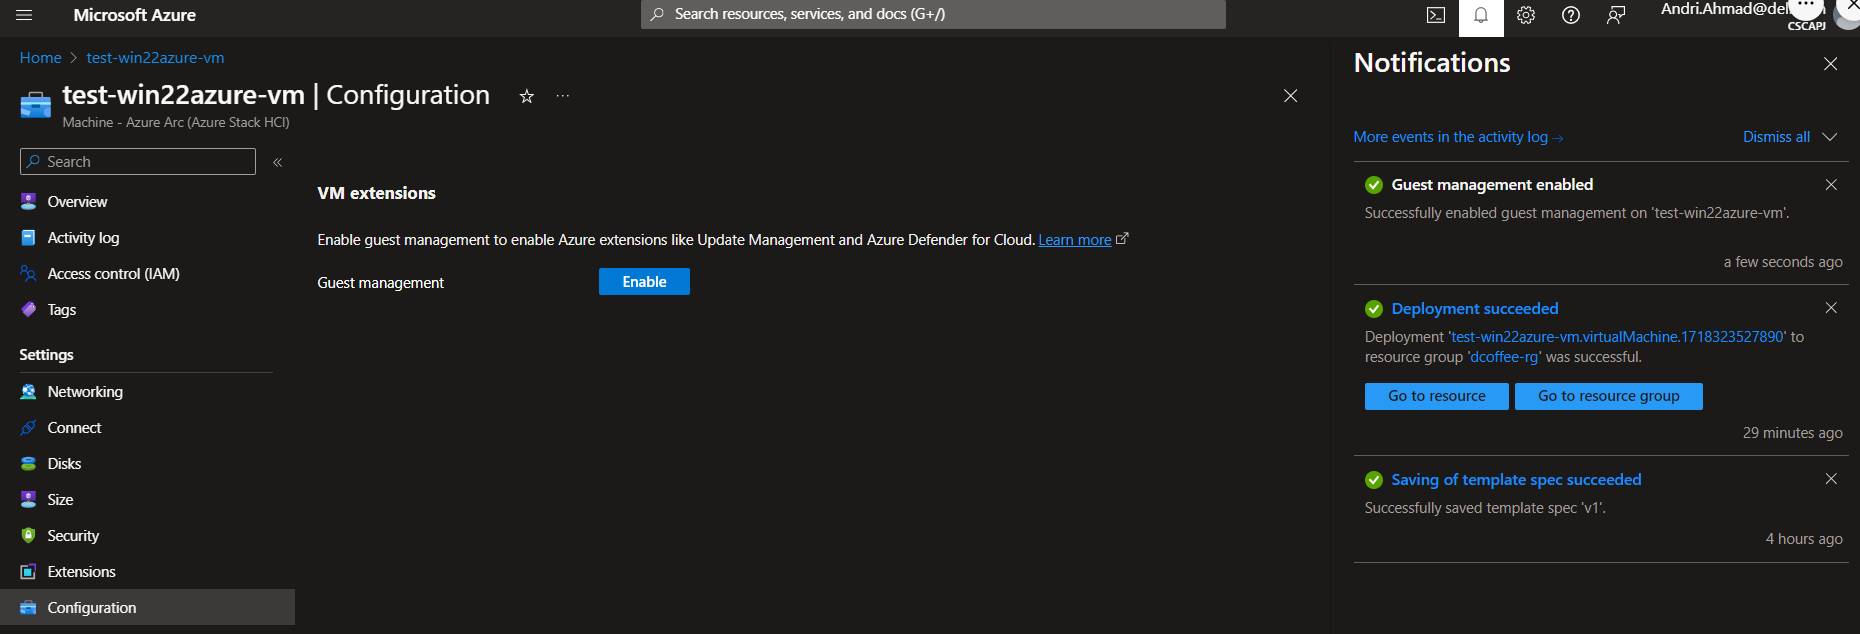 Microsoft Azure
Search resources, services, and docs (G+/)
Andri.Ahmad@del
CSCAPJ
Home > test-win22azure-vm
test-win22azure-vm | Configuration
Machine - Azure Arc (Azure Stack HCI)
Search
Overview
Activity log
Access control (IAM)
Tags
Settings
Networking
Connect
Disks
Size
Security
Extensions
Configuration
VM extensions
Enable guest management to enable Azure extensions like Update Management and Azure Defender for Cloud. Learn more
Guest management
Enable
Notifications
More events in the activity log →
Dismiss all
Guest management enabled
Successfully enabled guest management on 'test-win22azure-vm'.
a few seconds ago
Deployment succeeded
Deployment 'test-win22azure-vm.virtualMachine.1718323527890' to
resource group 'dcoffee-rg' was successful.
Go to resource
Go to resource group
29 minutes ago
Saving of template spec succeeded
Successfully saved template spec 'v1'.
4 hours ago